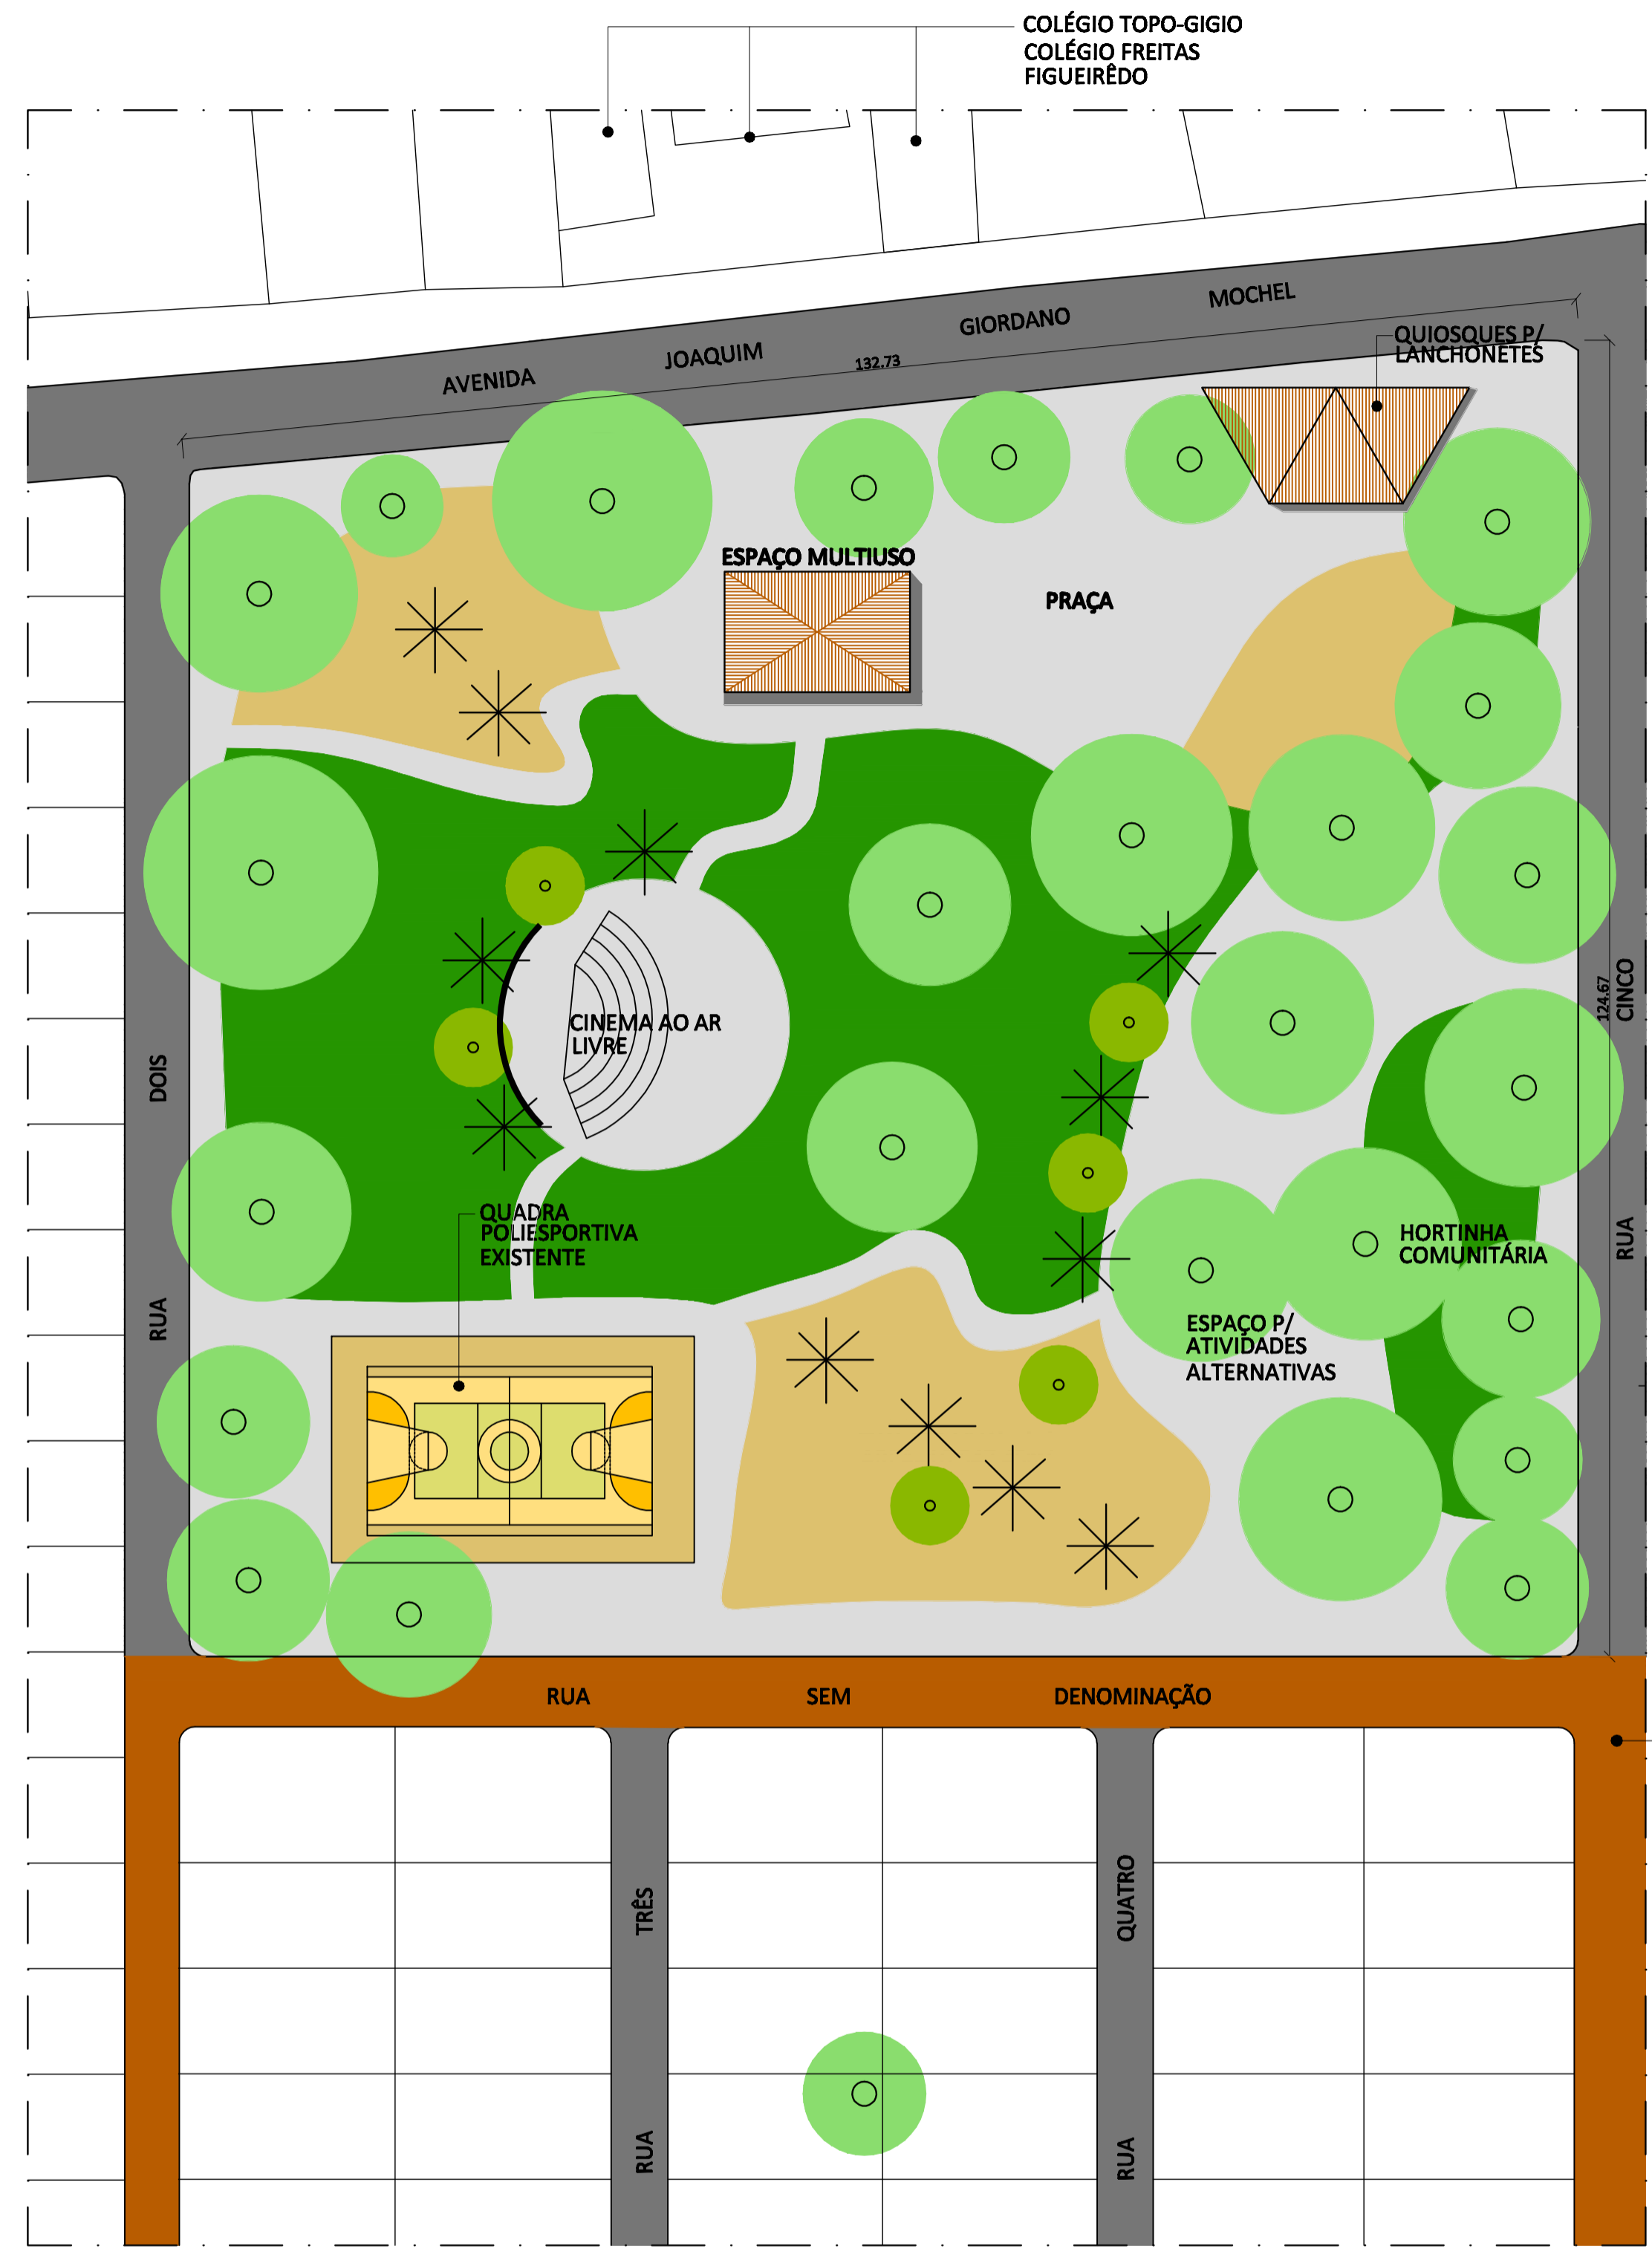 COLÉGIO TOPO-GIGIO
COLÉGIO FREITAS
FIGUEIRÊDO
AVENIDA JOAQUIM GIORDANO MOCHEL
132.73
QUIOSQUES P/
LANCHONETES
ESPAÇO MULTIUSO
PRAÇA
CINEMA AO AR
LIVRE
124.67
RUA CINCO
RUA DOIS
QUADRA
POLIESPORTIVA
EXISTENTE
HORTINHA
COMUNITÁRIA
ESPAÇO P/
ATIVIDADES
ALTERNATIVAS
RUA SEM DENOMINAÇÃO
RUA TRÊS
RUA QUATRO